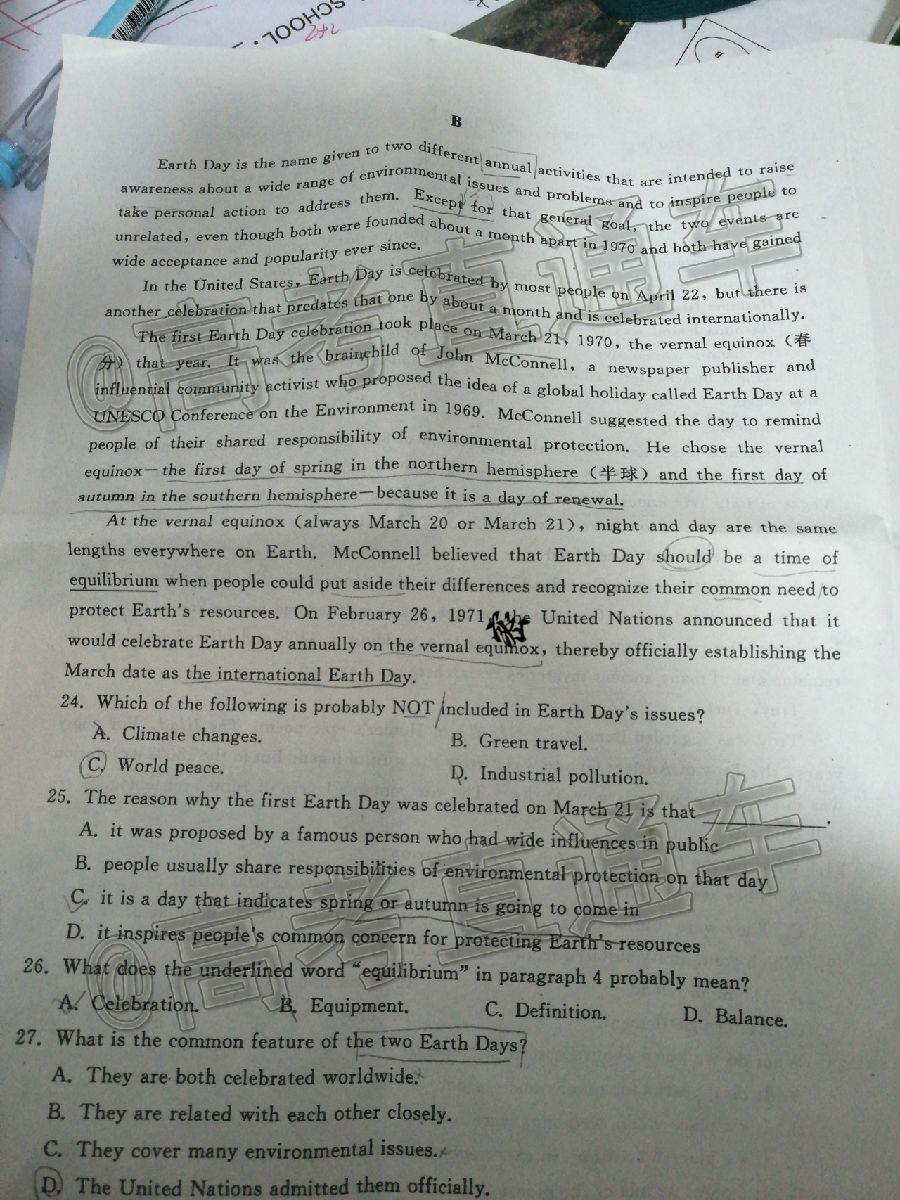 SCHOOL.
2+2
B
Earth Day is the name given to two different annual activities that are intended to raise
awareness about a wide range of environmental issues and problems and to inspire people to
take personal action to address them. Except for that general goal, the two events are
unrelated, even though both were founded about a month apart in 1970 and both have gained
wide acceptance and popularity ever since.
In the United States, Earth Day is celebrated by most people on April 22, but there is
another celebration that predates that one by about a month and is celebrated internationally.
The first Earth Day celebration took place on March 21, 1970, the vernal equinox (春
分) that year. It was the brainchild of John McConnell, a newspaper publisher and
influential community activist who proposed the idea of a global holiday called Earth Day at a
UNESCO Conference on the Environment in 1969. McConnell suggested the day to remind
people of their shared responsibility of environmental protection. He chose the vernal
equinox—the first day of spring in the northern hemisphere (半球) and the first day of
autumn in the southern hemisphere—because it is a day of renewal.
At the vernal equinox (always March 20 or March 21), night and day are the same
lengths everywhere on Earth. McConnell believed that Earth Day should be a time of
equilibrium when people could put aside their differences and recognize their common need to
protect Earth's resources. On February 26, 1971, the United Nations announced that it
would celebrate Earth Day annually on the vernal equinox, thereby officially establishing the
March date as the international Earth Day.
24. Which of the following is probably NOT included in Earth Day's issues?
A. Climate changes. B. Green travel.
C. World peace. D. Industrial pollution.
25. The reason why the first Earth Day was celebrated on March 21 is that ________.
A. it was proposed by a famous person who had wide influences in public
B. people usually share responsibilities of environmental protection on that day
C. it is a day that indicates spring or autumn is going to come in
D. it inspires people's common concern for protecting Earth's resources
26. What does the underlined word "equilibrium" in paragraph 4 probably mean?
A. Celebration. B. Equipment. C. Definition. D. Balance.
27. What is the common feature of the two Earth Days?
A. They are both celebrated worldwide.
B. They are related with each other closely.
C. They cover many environmental issues.
D. The United Nations admitted them officially.
@高考直通车
@高考直通车